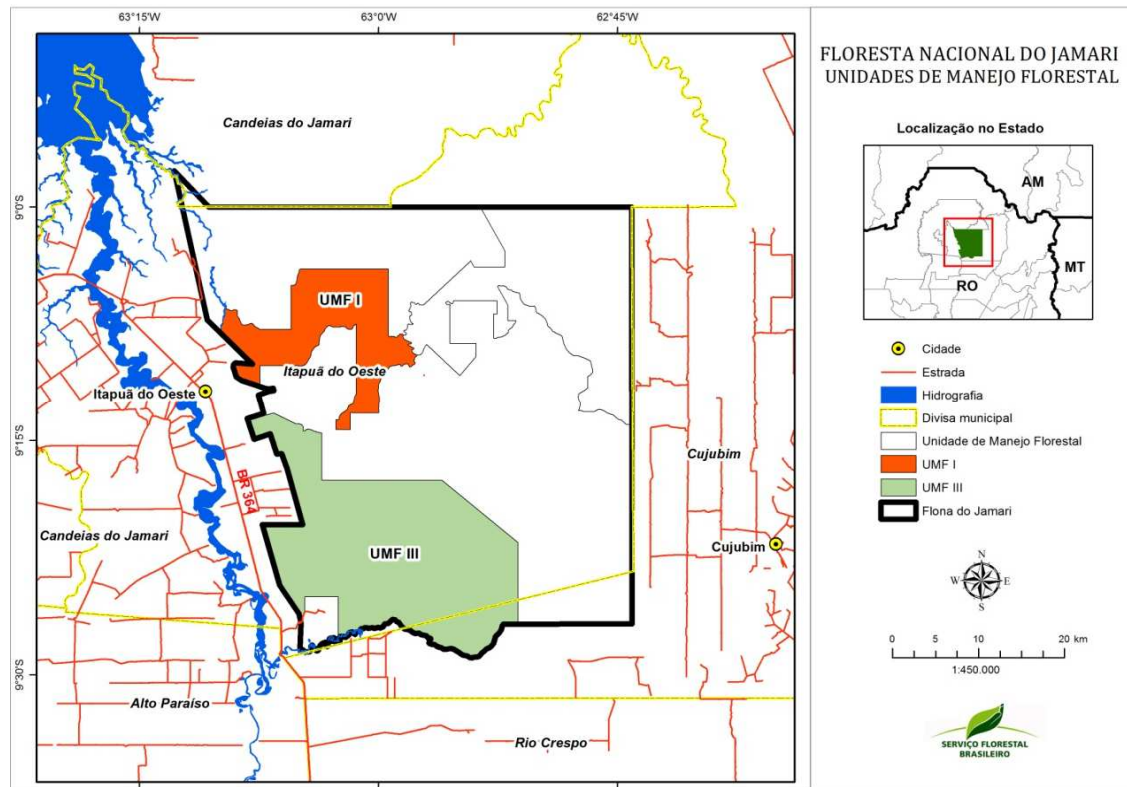 63°15'W
63°0'W
62°45'W
Candeias do Jamari
9°0'S
UMF I
Itapuã do Oeste
Itapuã do Oeste
9°15'S
BR 364
Cujubim
Candeias do Jamari
UMF III
Cujubim
9°30'S
Alto Paraíso
Rio Crespo
FLORESTA NACIONAL DO JAMARI
UNIDADES DE MANEJO FLORESTAL
Localização no Estado
AM
MT
RO
Cidade
Estrada
Hidrografia
Divisa municipal
Unidade de Manejo Florestal
UMF I
UMF III
Flona do Jamari
N
W E
S
0 5 10 20 km
1:450.000
SERVIÇO FLORESTAL
BRASILEIRO